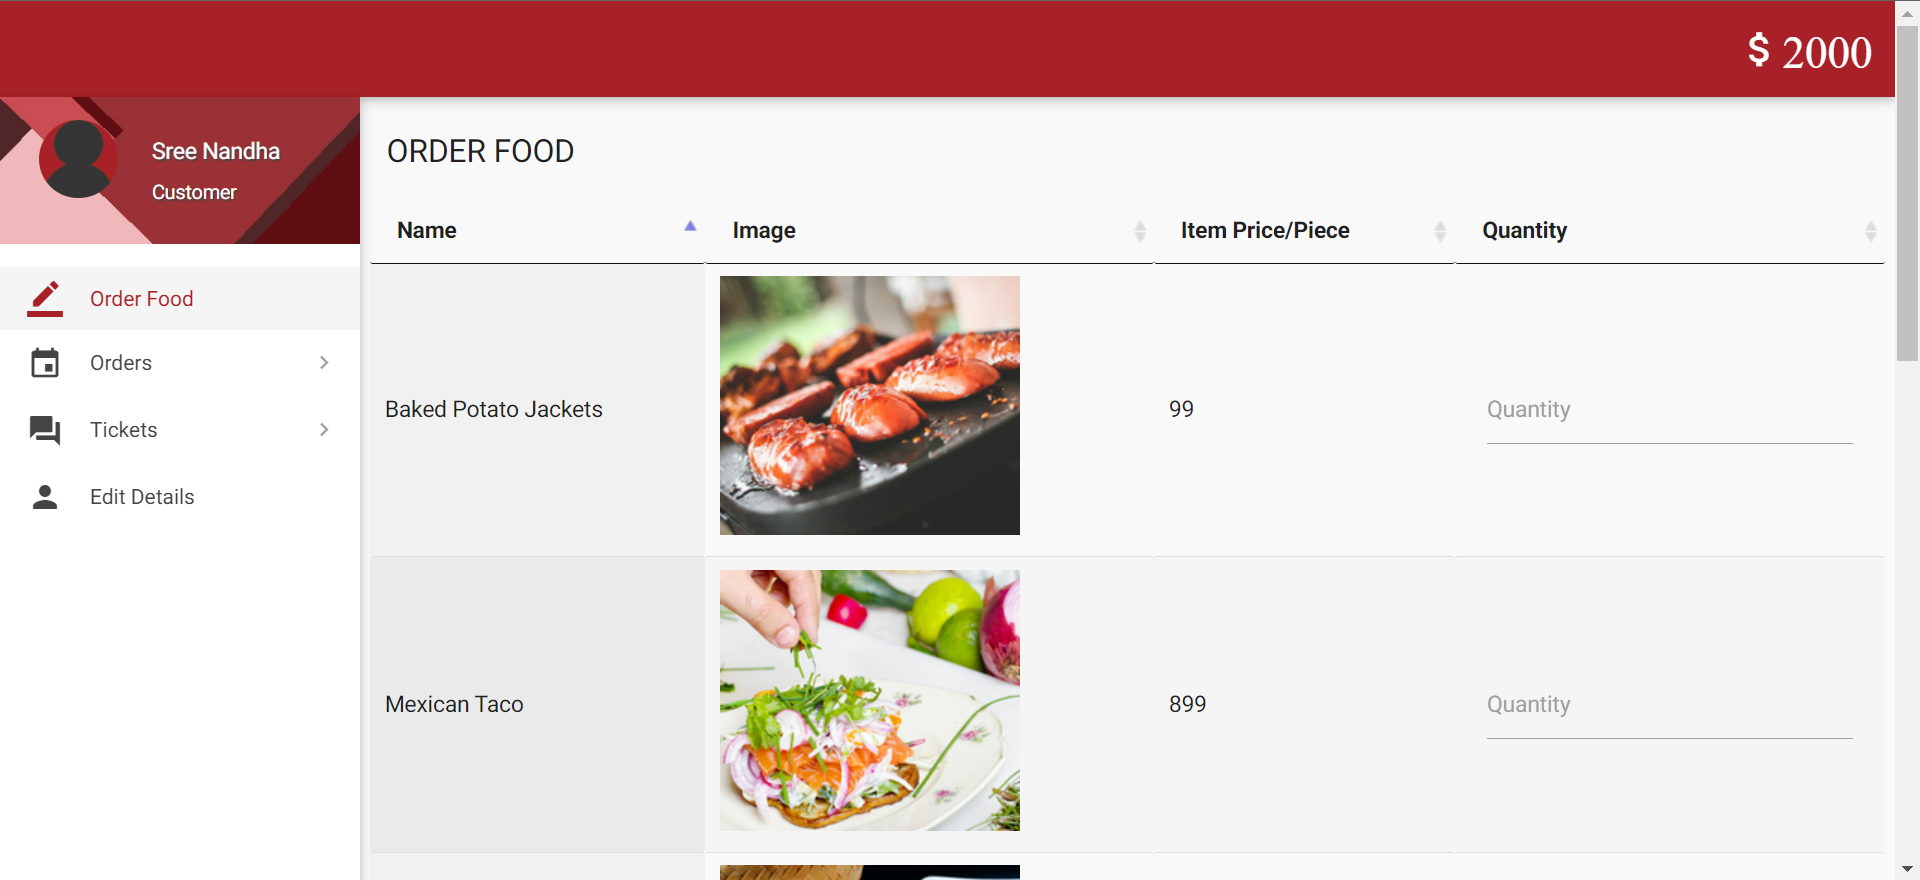 $ 2000
Sree Nandha
Customer
Order Food
Orders
Tickets
Edit Details
ORDER FOOD
Name Image Item Price/Piece Quantity
Baked Potato Jackets 99 Quantity
Mexican Taco 899 Quantity